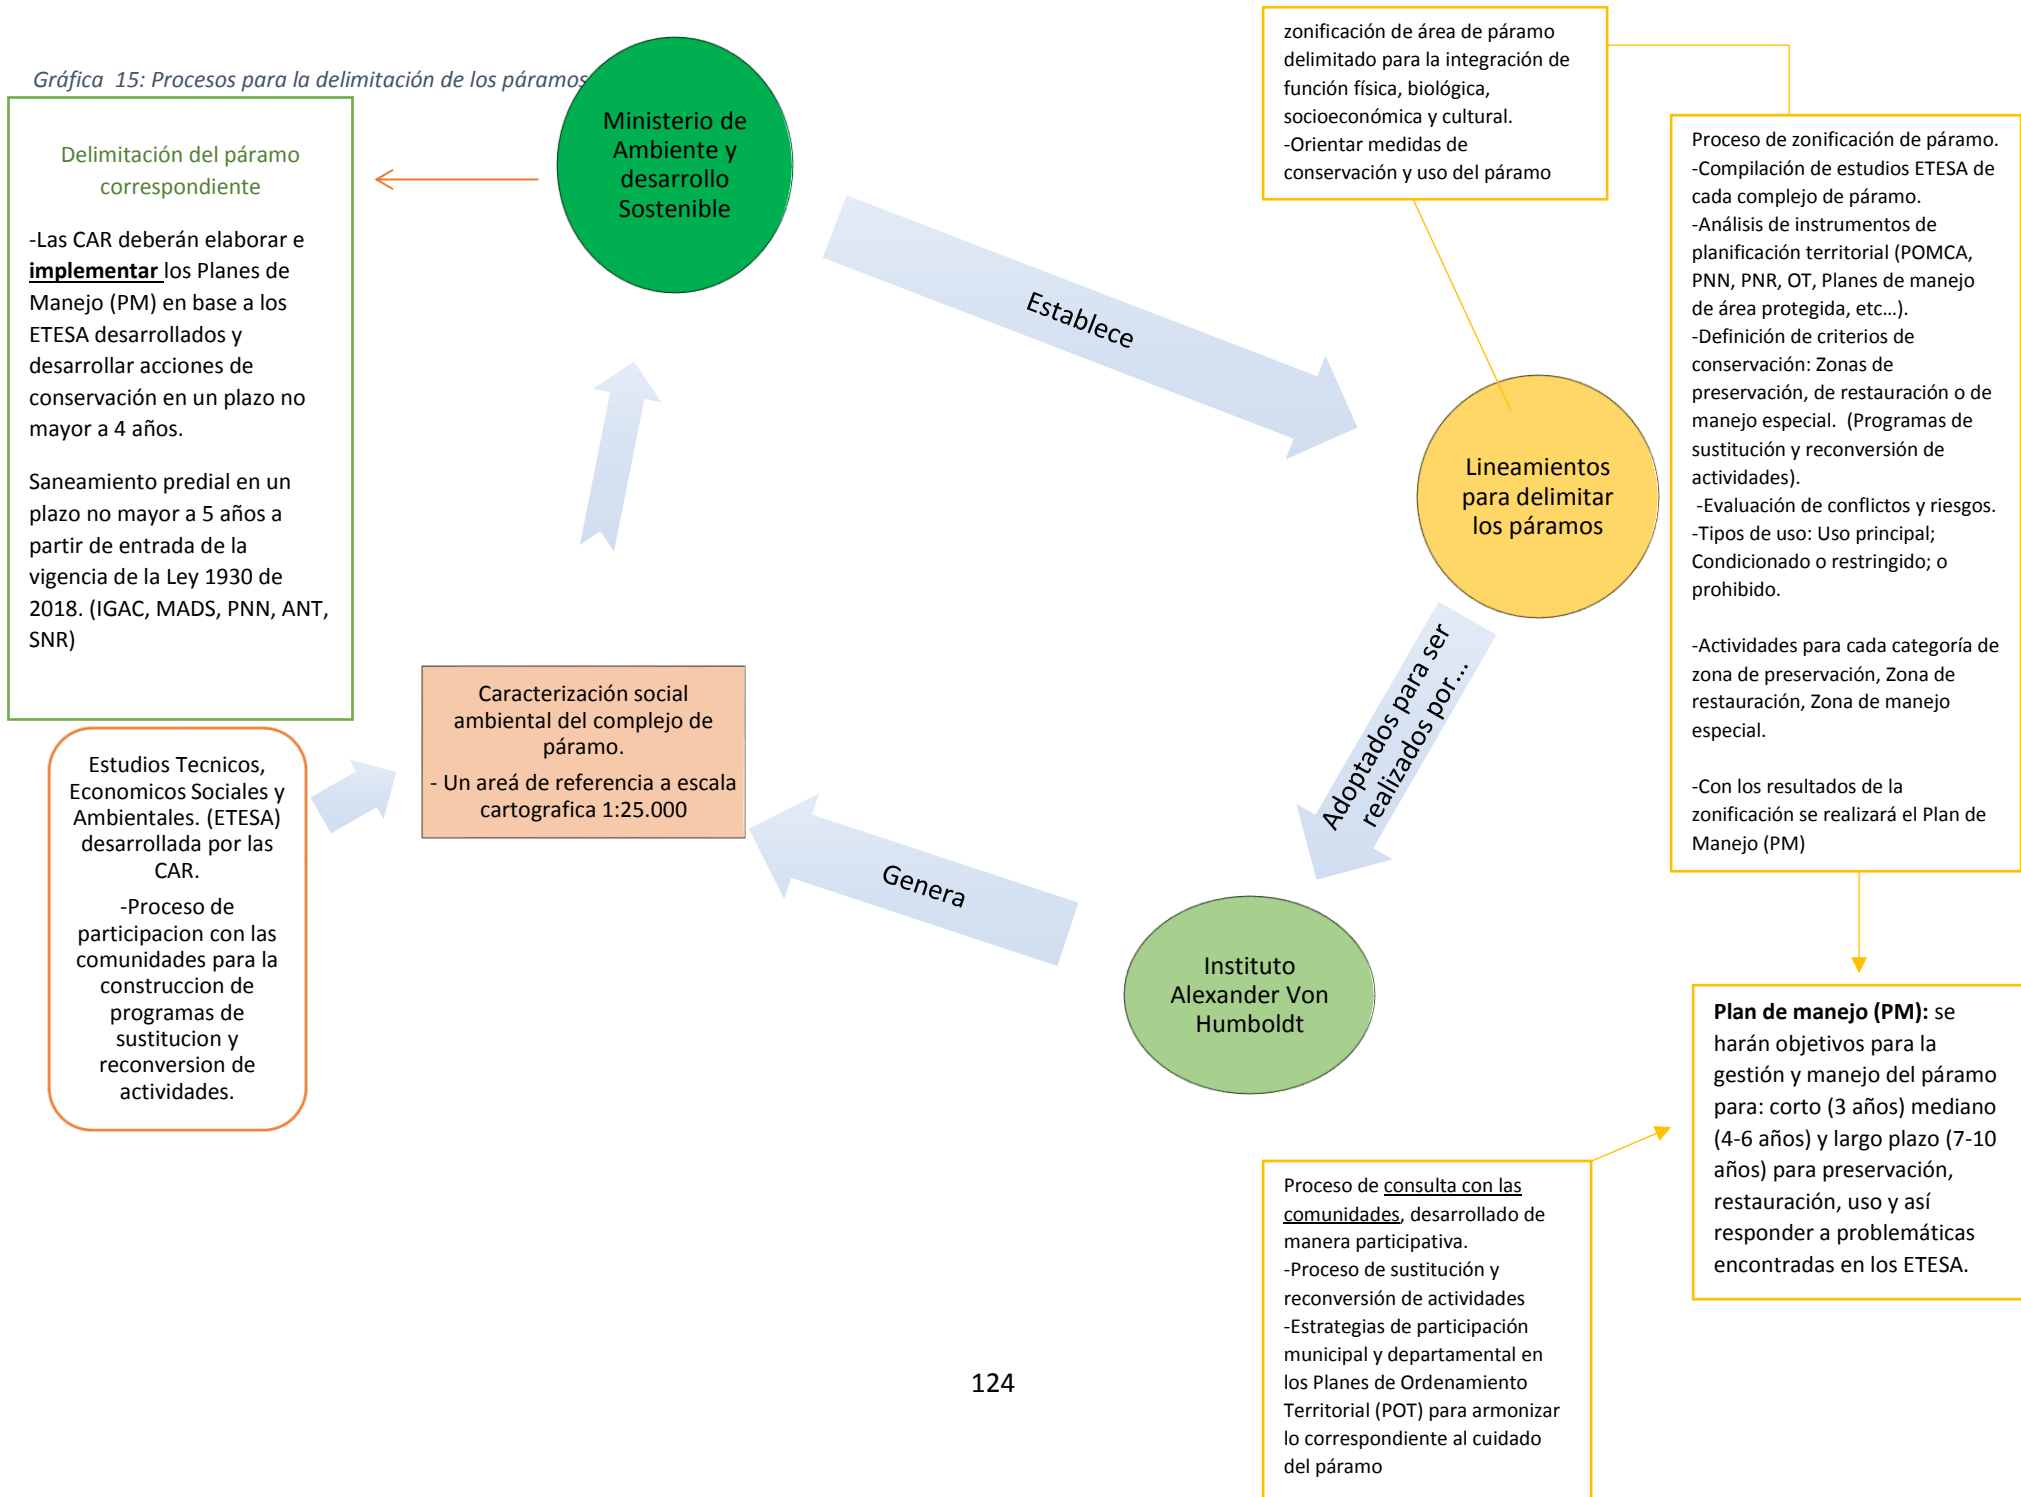 Gráfica  15: Procesos para la delimitación de los páramos
Delimitación del páramo
correspondiente
-Las CAR deberán elaborar e
implementar los Planes de
Manejo (PM) en base a los
ETESA desarrollados y
desarrollar acciones de
conservación en un plazo no
mayor a 4 años.
Saneamiento predial en un
plazo no mayor a 5 años a
partir de entrada de la
vigencia de la Ley 1930 de
2018. (IGAC, MADS, PNN, ANT,
SNR)
Ministerio de
Ambiente y
desarrollo
Sostenible
Establece
zonificación de área de páramo
delimitado para la integración de
función física, biológica,
socioeconómica y cultural.
-Orientar medidas de
conservación y uso del páramo
Lineamientos
para delimitar
los páramos
Proceso de zonificación de páramo.
-Compilación de estudios ETESA de
cada complejo de páramo.
-Análisis de instrumentos de
planificación territorial (POMCA,
PNN, PNR, OT, Planes de manejo
de área protegida, etc...).
-Definición de criterios de
conservación: Zonas de
preservación, de restauración o de
manejo especial.  (Programas de
sustitución y reconversión de
actividades).
-Evaluación de conflictos y riesgos.
-Tipos de uso: Uso principal;
Condicionado o restringido; o
prohibido.
-Actividades para cada categoría de
zona de preservación, Zona de
restauración, Zona de manejo
especial.
-Con los resultados de la
zonificación se realizará el Plan de
Manejo (PM)
Adoptados para ser
realizados por...
Instituto
Alexander Von
Humboldt
Genera
Caracterización social
ambiental del complejo de
páramo.
- Un areá de referencia a escala
cartografica 1:25.000
Estudios Tecnicos,
Economicos Sociales y
Ambientales. (ETESA)
desarrollada por las
CAR.
-Proceso de
participacion con las
comunidades para la
construccion de
programas de
sustitucion y
reconversion de
actividades.
Plan de manejo (PM): se
harán objetivos para la
gestión y manejo del páramo
para: corto (3 años) mediano
(4-6 años) y largo plazo (7-10
años) para preservación,
restauración, uso y así
responder a problemáticas
encontradas en los ETESA.
Proceso de consulta con las
comunidades, desarrollado de
manera participativa.
-Proceso de sustitución y
reconversión de actividades
-Estrategias de participación
municipal y departamental en
los Planes de Ordenamiento
Territorial (POT) para armonizar
lo correspondiente al cuidado
del páramo
124